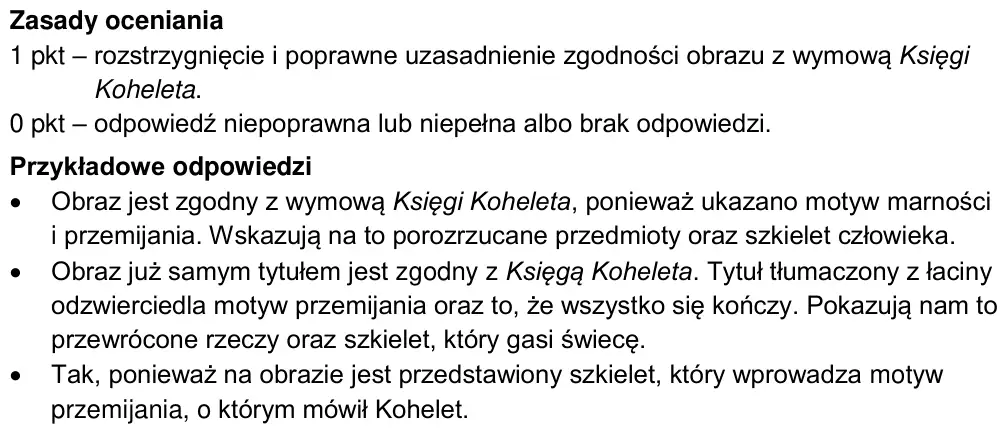 Zasady oceniania
1 pkt – rozstrzygnięcie i poprawne uzasadnienie zgodności obrazu z wymową Księgi
Koheleta.
0 pkt – odpowiedź niepoprawna lub niepełna albo brak odpowiedzi.
Przykładowe odpowiedzi
• Obraz jest zgodny z wymową Księgi Koheleta, ponieważ ukazano motyw marności
i przemijania. Wskazują na to porozrzucane przedmioty oraz szkielet człowieka.
• Obraz już samym tytułem jest zgodny z Księgą Koheleta. Tytuł tłumaczony z łaciny
odzwierciedla motyw przemijania oraz to, że wszystko się kończy. Pokazują nam to
przewrócone rzeczy oraz szkielet, który gasi świecę.
• Tak, ponieważ na obrazie jest przedstawiony szkielet, który wprowadza motyw
przemijania, o którym mówił Kohelet.